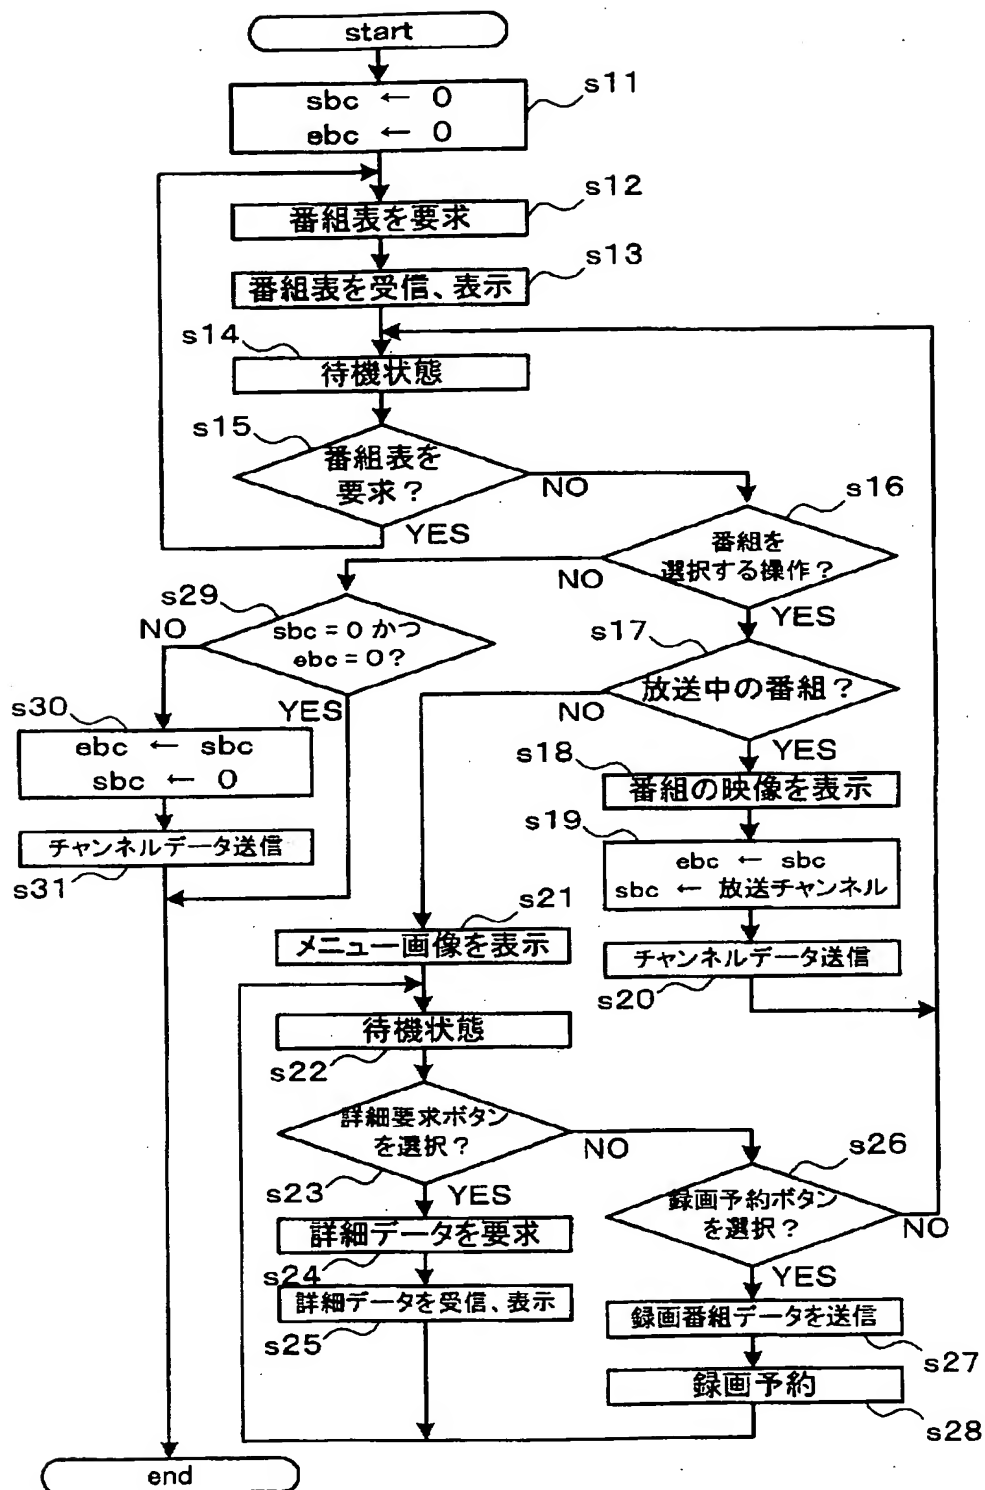 start
s11
sbc ← 0
ebc ← 0
s12
番組表を要求
s13
番組表を受信、表示
s14
待機状態
s15
番組表を
要求？
NO
YES
s16
番組を
選択する操作？
NO
YES
s29
sbc = 0 かつ
ebc = 0？
NO
YES
s17
放送中の番組？
NO
YES
s30
ebc ← sbc
sbc ← 0
s18
番組の映像を表示
s19
ebc ← sbc
sbc ← 放送チャンネル
チャンネルデータ送信
s31
s21
メニュー画像を表示
チャンネルデータ送信
s20
待機状態
s22
詳細要求ボタン
を選択？
NO
s23
YES
s26
録画予約ボタン
を選択？
NO
YES
詳細データを要求
s24
詳細データを受信、表示
s25
録画番組データを送信
s27
録画予約
s28
end